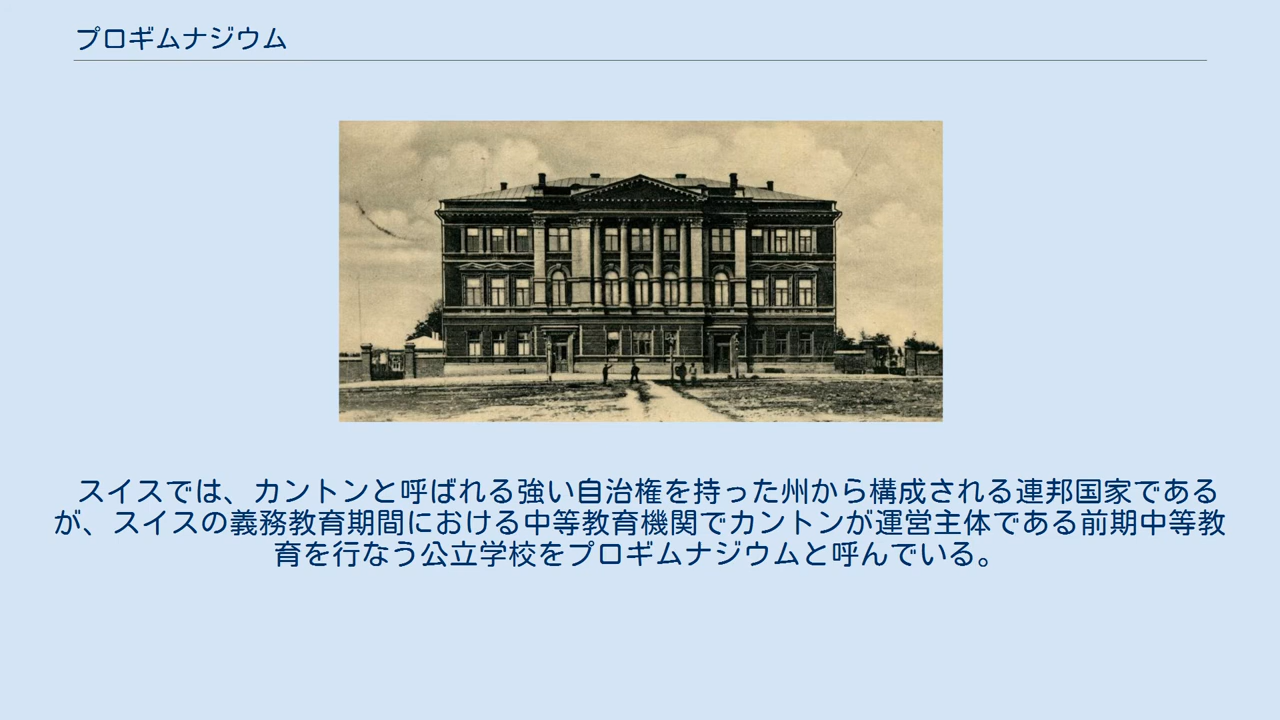 プロギムナジウム
スイスでは、カントンと呼ばれる強い自治権を持った州から構成される連邦国家である
が、スイスの義務教育期間における中等教育機関でカントンが運営主体である前期中等教
育を行なう公立学校をプロギムナジウムと呼んでいる。